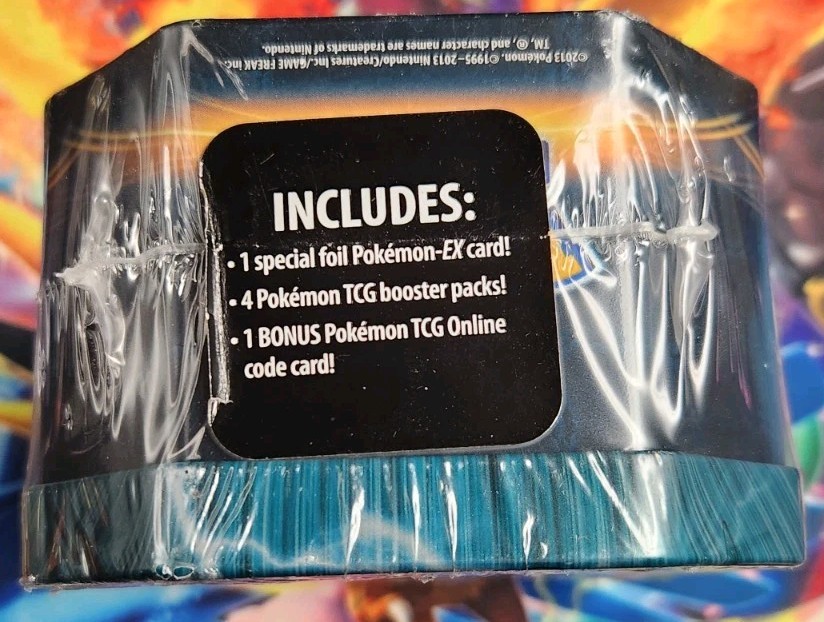 ©2013 Pokémon. ©1995–2013 Nintendo/Creatures Inc./GAME FREAK inc.
TM, ®, and character names are trademarks of Nintendo.
INCLUDES:
• 1 special foil Pokémon-EX card!
• 4 Pokémon TCG booster packs!
• 1 BONUS Pokémon TCG Online
code card!